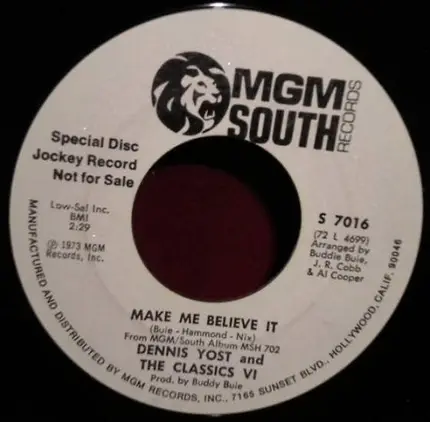 MGM
SOUTH
RECORDS
Special Disc
Jockey Record
Not for Sale
Low-Sal Inc.
BMI
2:29
℗ 1973 MGM
Records, Inc.
S 7016
(72 L 4699)
Arranged by
Buddie Buie,
J. R. Cobb
& Al Cooper
MAKE ME BELIEVE IT
(Buie - Hammond - Nix)
From MGM/South Album MSH 702
DENNIS YOST and
THE CLASSICS VI
Prod. by Buddy Buie
MANUFACTURED AND DISTRIBUTED BY MGM RECORDS, INC., 7165 SUNSET BLVD., HOLLYWOOD, CALIF. 90046